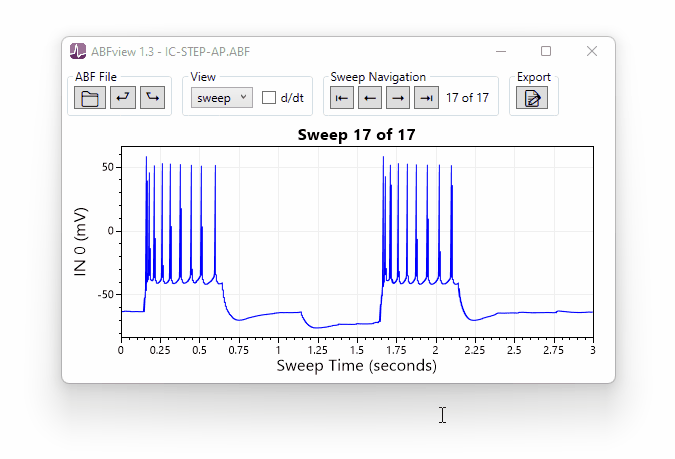 ABFview 1.3 - IC-STEP-AP.ABF
ABF File
View
Sweep Navigation
Export
sweep
d/dt
17 of 17
Sweep 17 of 17
IN 0 (mV)
50
0
-50
0 0.25 0.5 0.75 1 1.25 1.5 1.75 2 2.25 2.5 2.75 3
Sweep Time (seconds)